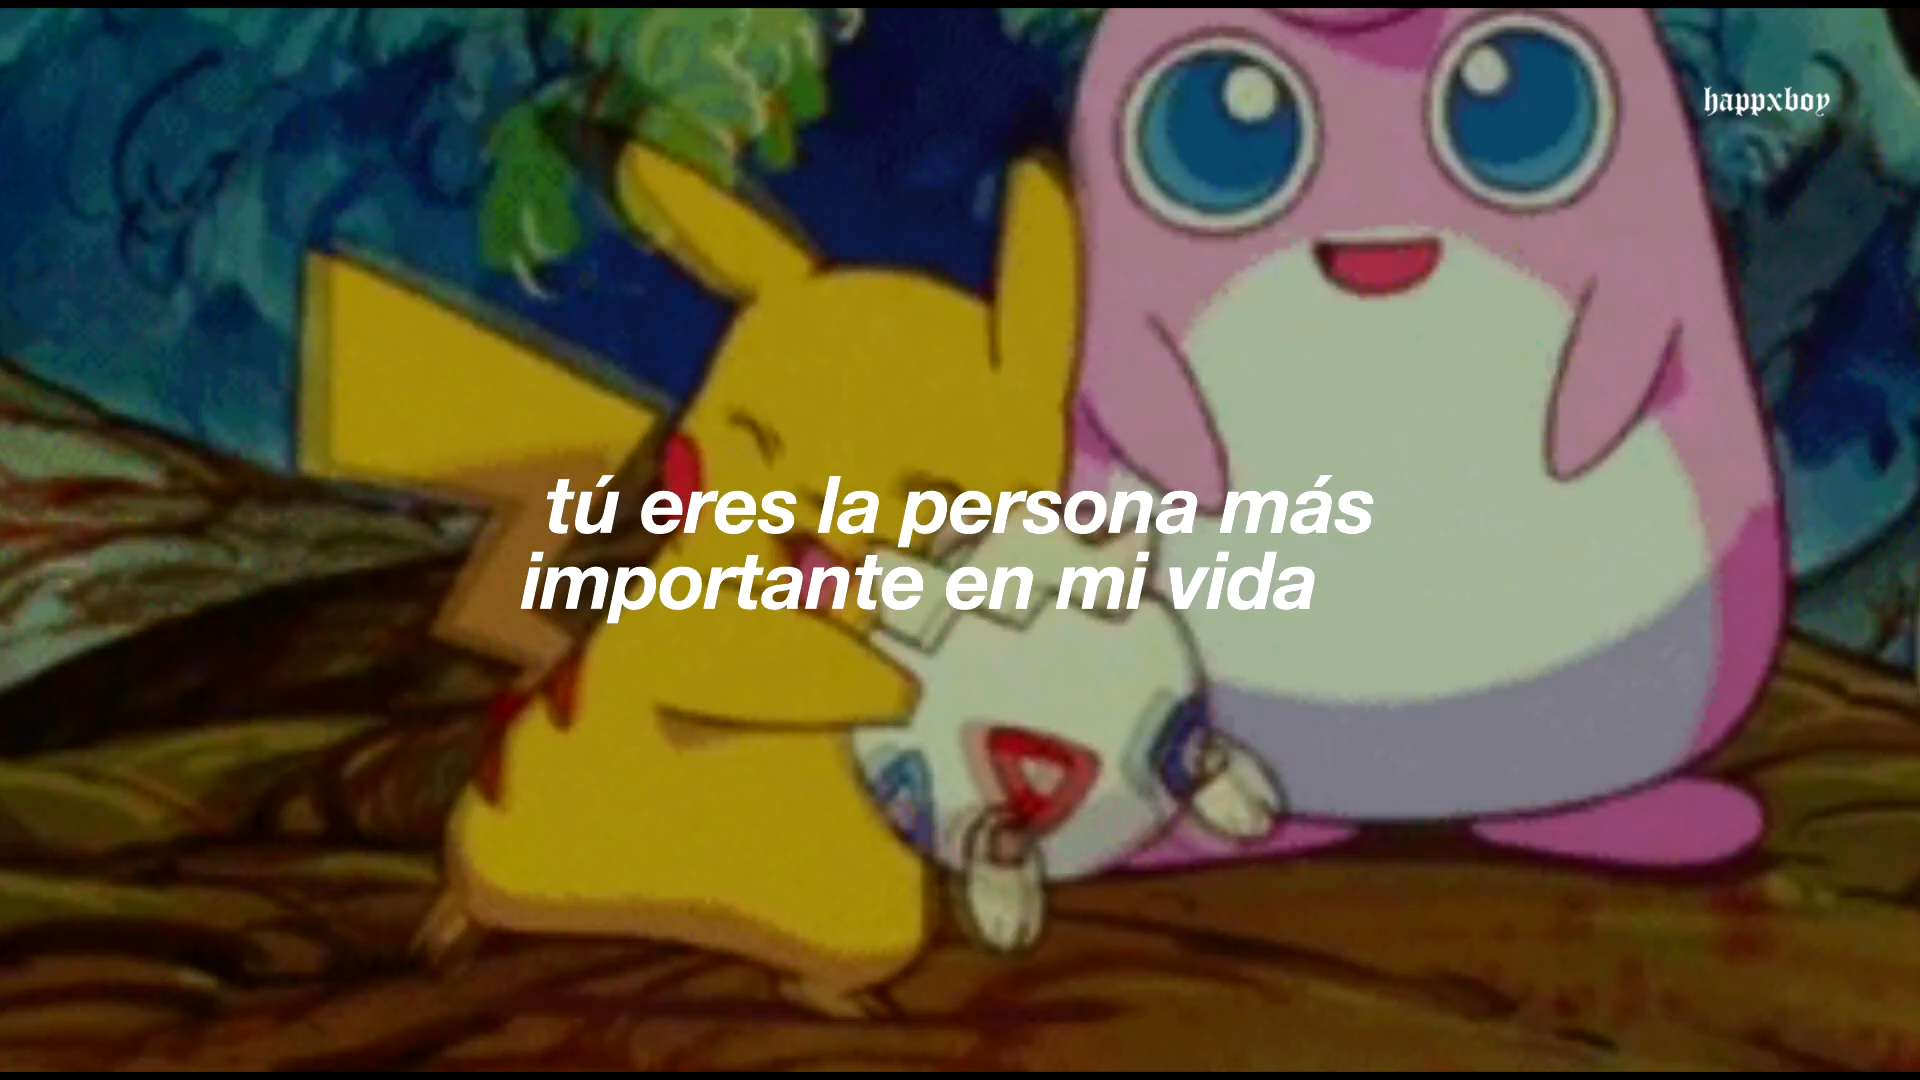 happxboy
tú eres la persona más
importante en mi vida